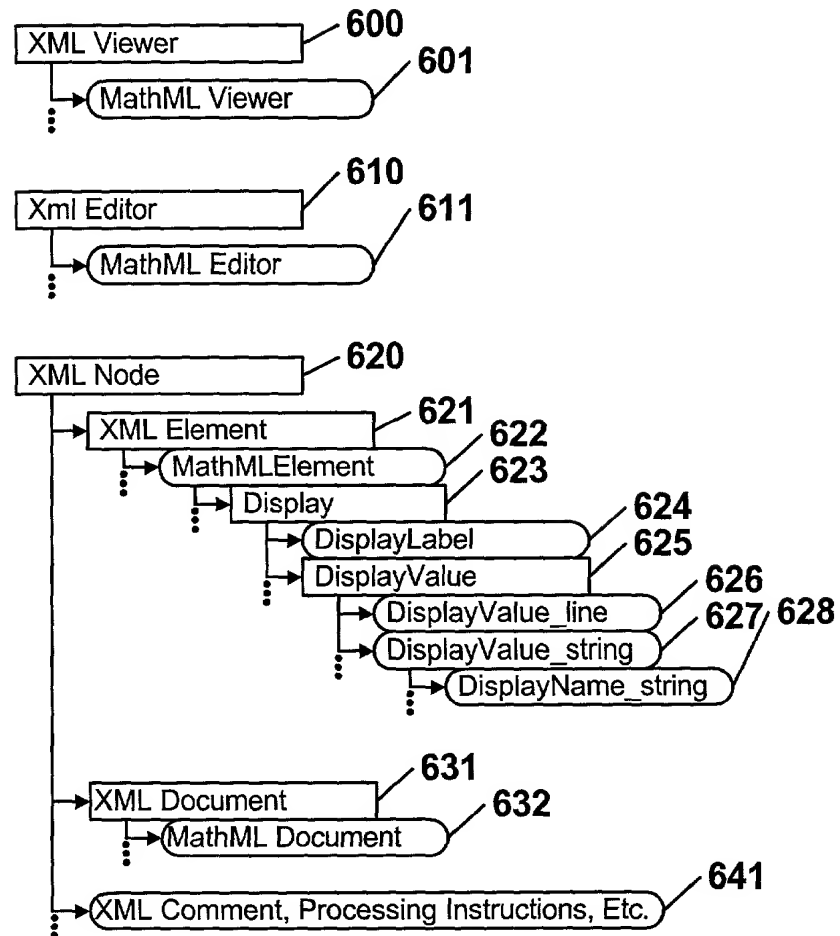 XML Viewer 600
MathML Viewer 601
Xml Editor 610
MathML Editor 611
XML Node 620
XML Element 621
MathMLElement 622
Display 623
DisplayLabel 624
DisplayValue 625
DisplayValue_line 626
DisplayValue_string 627
DisplayName_string 628
XML Document 631
MathML Document 632
XML Comment, Processing Instructions, Etc. 641